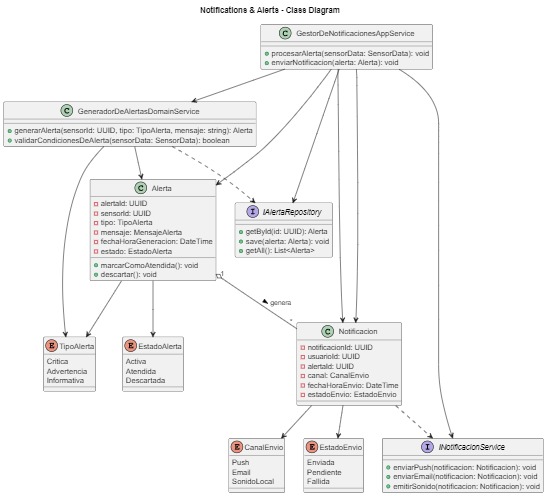 Notifications & Alerts - Class Diagram
C GestorDeNotificacionesAppService
procesarAlerta(sensorData: SensorData): void
enviarNotificacion(alerta: Alerta): void
C GeneradorDeAlertasDomainService
generarAlerta(sensorId: UUID, tipo: TipoAlerta, mensaje: string): Alerta
validarCondicionesDeAlerta(sensorData: SensorData): boolean
C Alerta
alertaId: UUID
sensorId: UUID
tipo: TipoAlerta
mensaje: MensajeAlerta
fechaHoraGeneracion: DateTime
estado: EstadoAlerta
marcarComoAtendida(): void
descartar(): void
I IAlertaRepository
getById(id: UUID): Alerta
save(alerta: Alerta): void
getAll(): List<Alerta>
1
genera
*
E TipoAlerta
Critica
Advertencia
Informativa
E EstadoAlerta
Activa
Atendida
Descartada
C Notificacion
notificacionId: UUID
usuarioId: UUID
alertaId: UUID
canal: CanalEnvio
fechaHoraEnvio: DateTime
estadoEnvio: EstadoEnvio
E CanalEnvio
Push
Email
SonidoLocal
E EstadoEnvio
Enviada
Pendiente
Fallida
I INotificacionService
enviarPush(notificacion: Notificacion): void
enviarEmail(notificacion: Notificacion): void
emitirSonido(notificacion: Notificacion): void